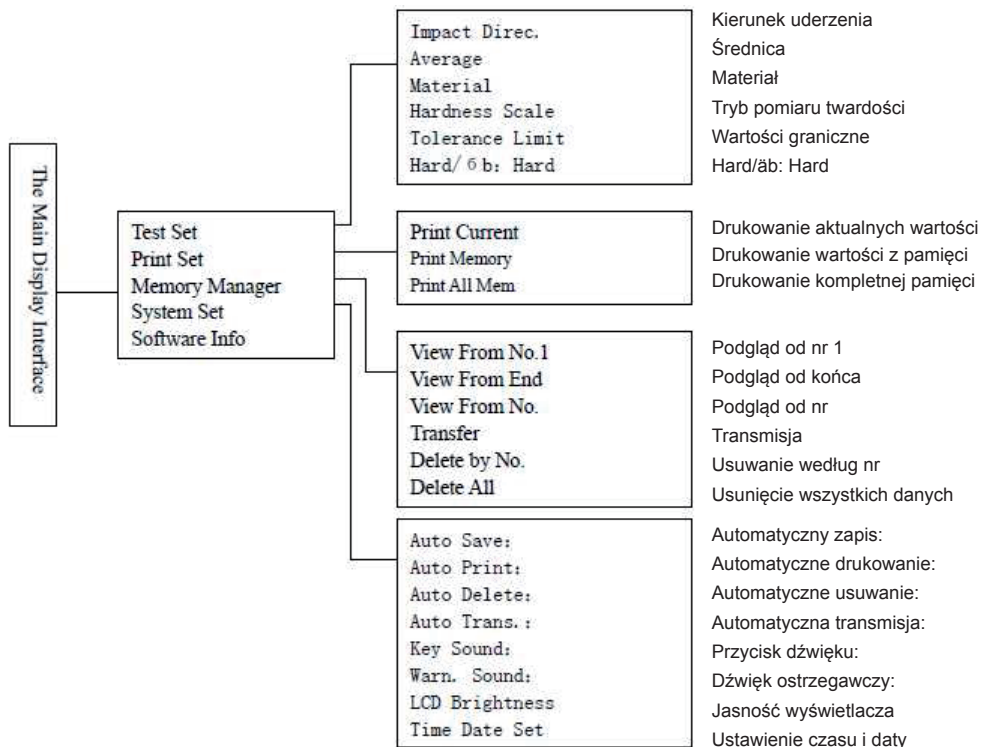 The Main Display Interface
Test Set
Print Set
Memory Manager
System Set
Software Info
Impact Direc.
Average
Material
Hardness Scale
Tolerance Limit
Hard/бb: Hard
Kierunek uderzenia
Średnica
Materiał
Tryb pomiaru twardości
Wartości graniczne
Hard/äb: Hard
Print Current
Print Memory
Print All Mem
Drukowanie aktualnych wartości
Drukowanie wartości z pamięci
Drukowanie kompletnej pamięci
View From No.1
View From End
View From No.
Transfer
Delete by No.
Delete All
Podgląd od nr 1
Podgląd od końca
Podgląd od nr
Transmisja
Usuwanie według nr
Usunięcie wszystkich danych
Auto Save:
Auto Print:
Auto Delete:
Auto Trans.:
Key Sound:
Warn. Sound:
LCD Brightness
Time Date Set
Automatyczny zapis:
Automatyczne drukowanie:
Automatyczne usuwanie:
Automatyczna transmisja:
Przycisk dźwięku:
Dźwięk ostrzegawczy:
Jasność wyświetlacza
Ustawienie czasu i daty